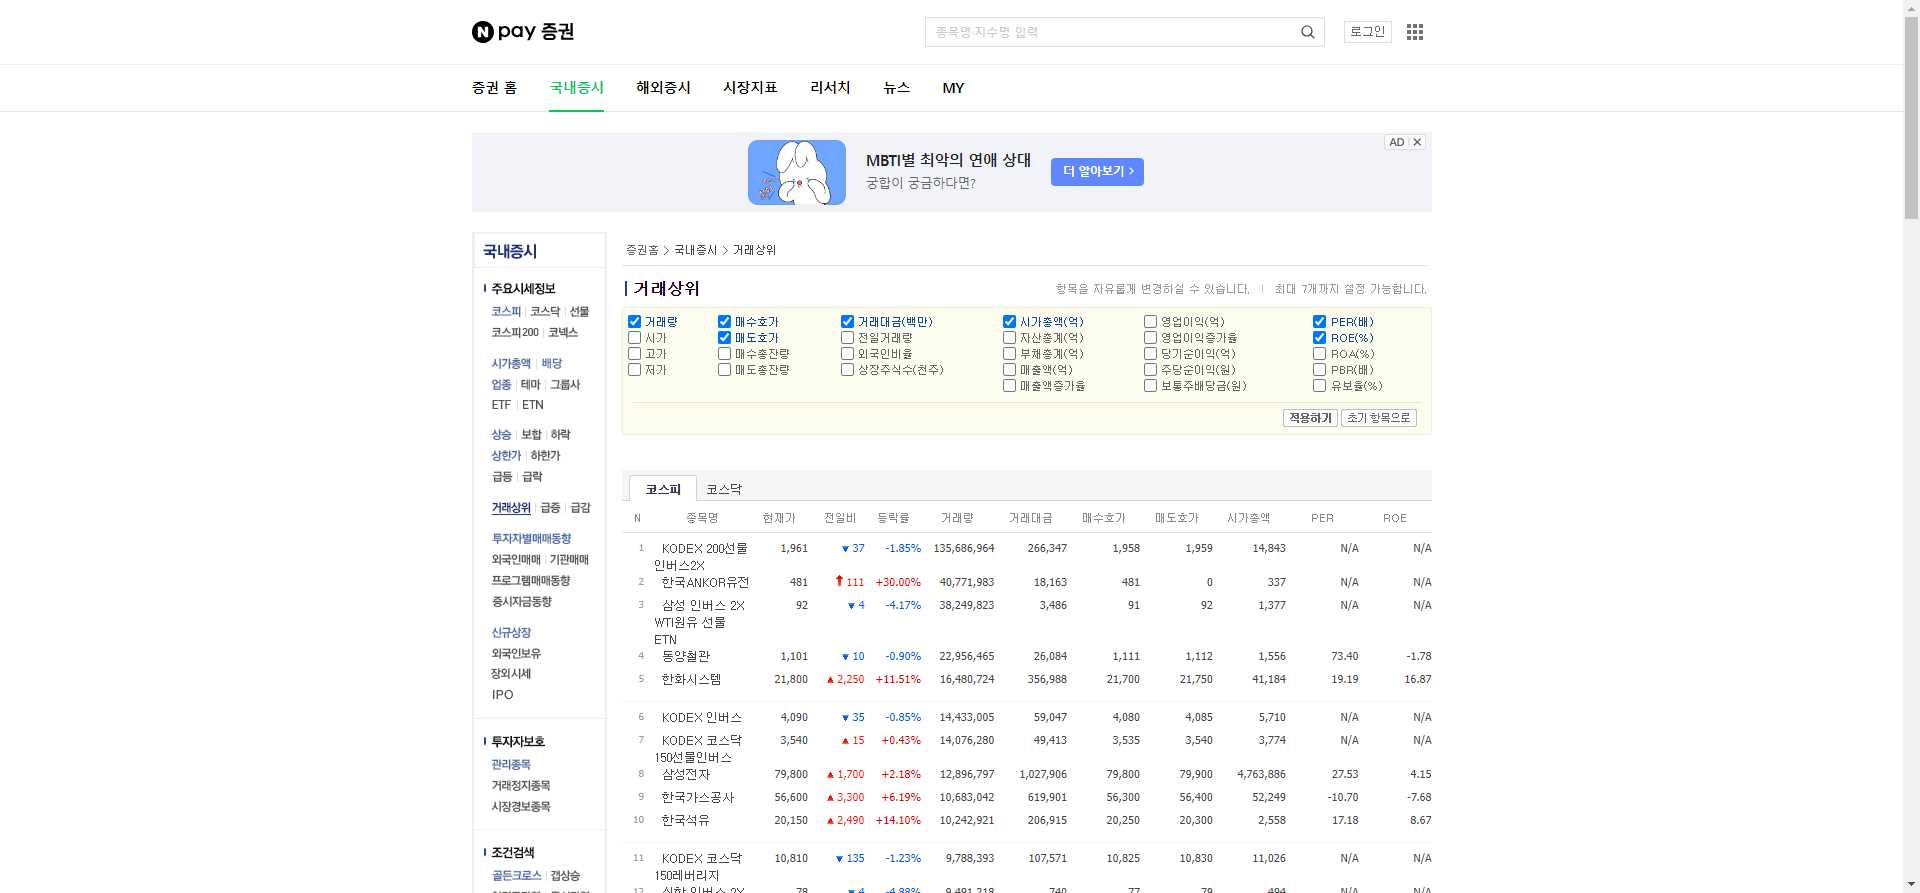 N pay 증권
종목명·지수명 입력
로그인
증권 홈 국내증시 해외증시 시장지표 리서치 뉴스 MY
MBTI별 최악의 연애 상대
궁합이 궁금하다면?
더 알아보기 >
AD
국내증시
주요시세정보
코스피 코스닥 선물
코스피200 코넥스
시가총액 배당
업종 테마 그룹사
ETF ETN
상승 보합 하락
상한가 하한가
급등 급락
거래상위 급증 급감
투자자별매매동향
외국인매매 기관매매
프로그램매매동향
증시자금동향
신규상장
외국인보유
장외시세
IPO
투자자보호
관리종목
거래정지종목
시장경보종목
조건검색
골든크로스 갭상승
증권홈 > 국내증시 > 거래상위
거래상위
항목을 자유롭게 변경하실 수 있습니다. 최대 7개까지 설정 가능합니다.
거래량 매수호가 거래대금(백만) 시가총액(억) 영업이익(억) PER(배)
시가 매도호가 전일거래량 자산총계(억) 영업이익증가율 ROE(%)
고가 매수총잔량 외국인비율 부채총계(억) 당기순이익(억) ROA(%)
저가 매도총잔량 상장주식수(천주) 매출액(억) 주당순이익(원) PBR(배)
매출액증가율 보통주배당금(원) 유보율(%)
적용하기 초기 항목으로
코스피 코스닥
N 종목명 현재가 전일비 등락률 거래량 거래대금 매수호가 매도호가 시가총액 PER ROE
1 KODEX 200선물 1,961 ▼ 37 -1.85% 135,686,964 266,347 1,958 1,959 14,843 N/A N/A
인버스2X
2 한국ANKOR유전 481 111 +30.00% 40,771,983 18,163 481 0 337 N/A N/A
3 삼성 인버스 2X 92 ▼ 4 -4.17% 38,249,823 3,486 91 92 1,377 N/A N/A
WTI원유 선물
ETN
4 동양철관 1,101 ▼ 10 -0.90% 22,956,465 26,084 1,111 1,112 1,556 73.40 -1.78
5 한화시스템 21,800 ▲ 2,250 +11.51% 16,480,724 356,988 21,700 21,750 41,184 19.19 16.87
6 KODEX 인버스 4,090 ▼ 35 -0.85% 14,433,005 59,047 4,080 4,085 5,710 N/A N/A
7 KODEX 코스닥 3,540 ▲ 15 +0.43% 14,076,280 49,413 3,535 3,540 3,774 N/A N/A
150선물인버스
8 삼성전자 79,800 ▲ 1,700 +2.18% 12,896,797 1,027,906 79,800 79,900 4,763,886 27.53 4.15
9 한국가스공사 56,600 ▲ 3,300 +6.19% 10,683,042 619,901 56,300 56,400 52,249 -10.70 -7.68
10 한국석유 20,150 ▲ 2,490 +14.10% 10,242,921 206,915 20,250 20,300 2,558 17.18 8.67
11 KODEX 코스닥 10,810 ▼ 135 -1.23% 9,788,393 107,571 10,825 10,830 11,026 N/A N/A
150레버리지
12 신한 인버스 2X 78 ▼ 4 -4.88% 9,491,218 740 77 79 494 N/A N/A